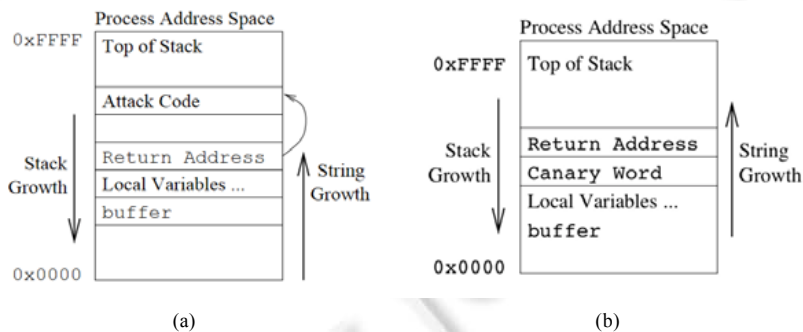 Process Address Space
0xFFFF
Top of Stack
Attack Code
Stack
Growth
Return Address
Local Variables ...
buffer
String
Growth
0x0000
(a)
Process Address Space
0xFFFF
Top of Stack
Stack
Growth
Return Address
Canary Word
Local Variables ...
buffer
String
Growth
0x0000
(b)